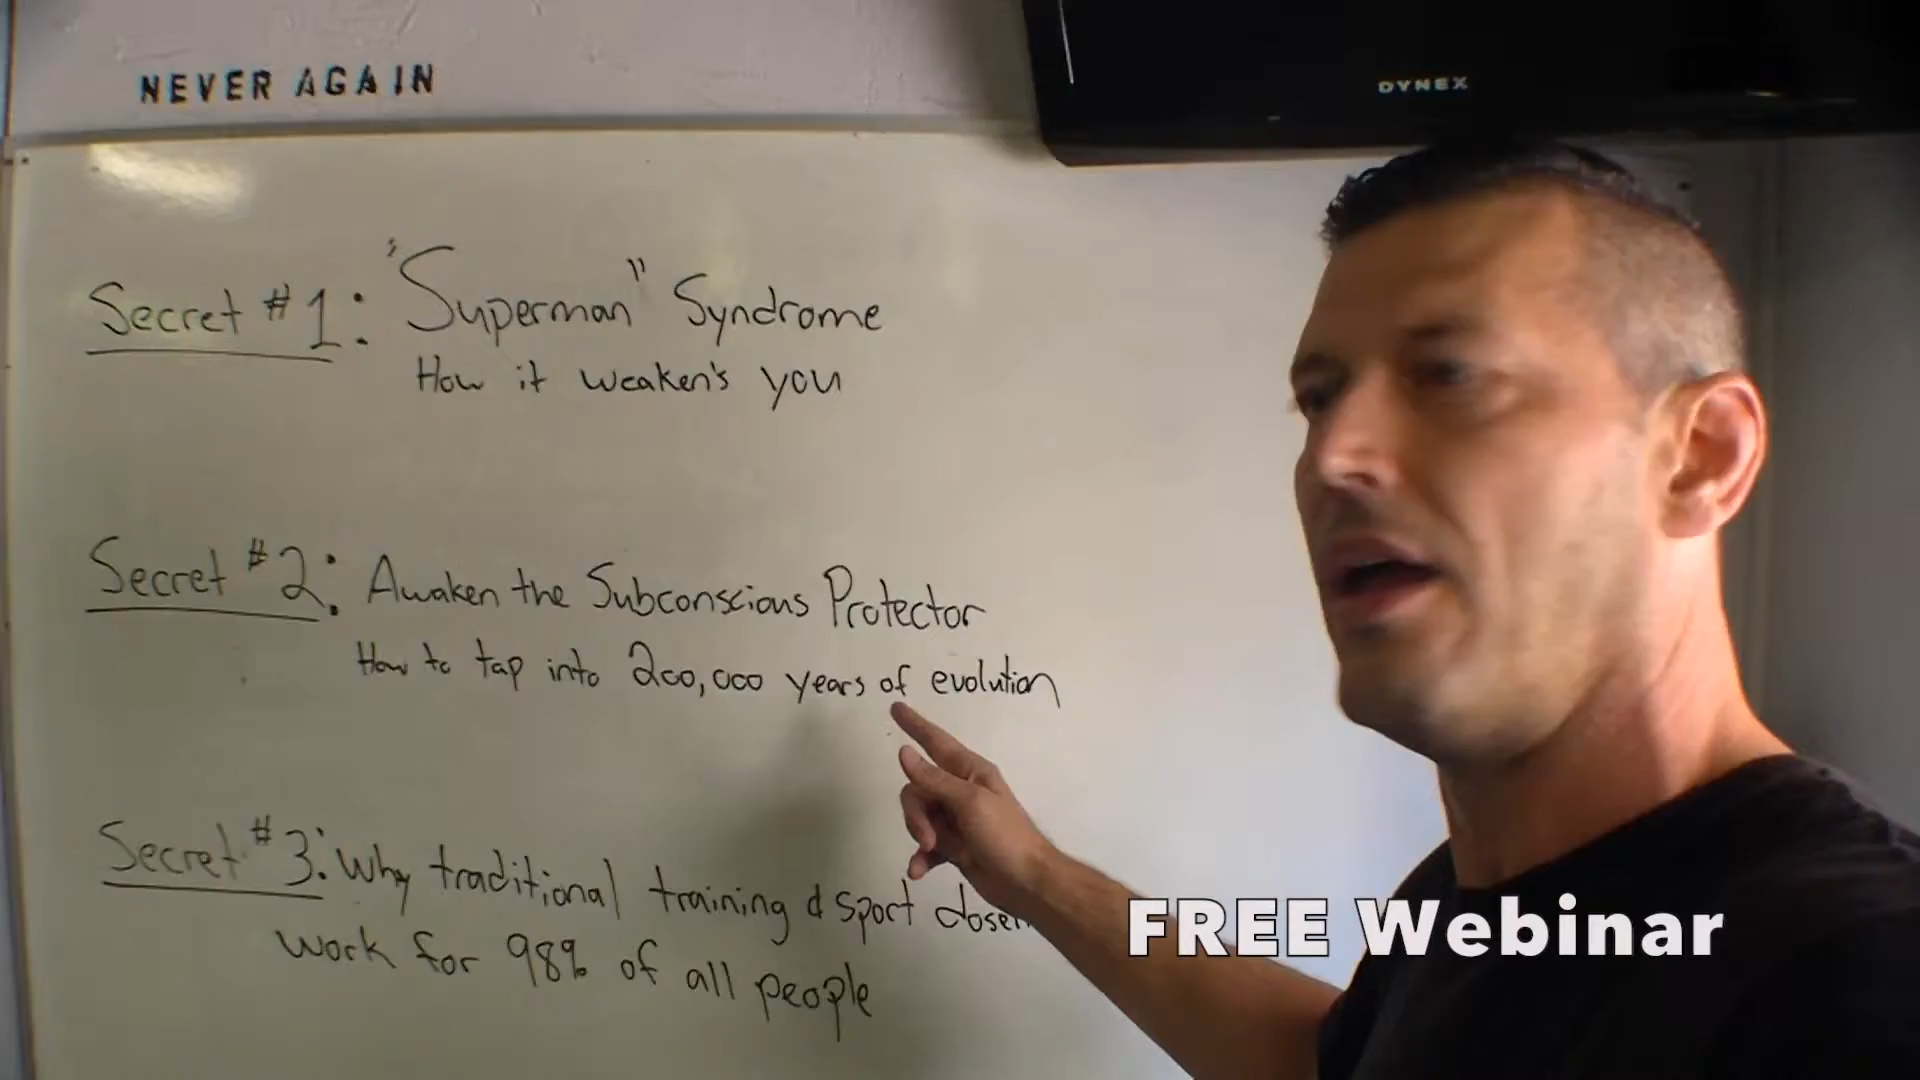 NEVER AGAIN
DYNEX
Secret #1: "Superman" Syndrome
How it weaken's you
Secret #2: Awaken the Subconscious Protector
How to tap into 200,000 years of evolution
Secret #3: Why traditional training & sport dosen
work for 98% of all people
FREE Webinar